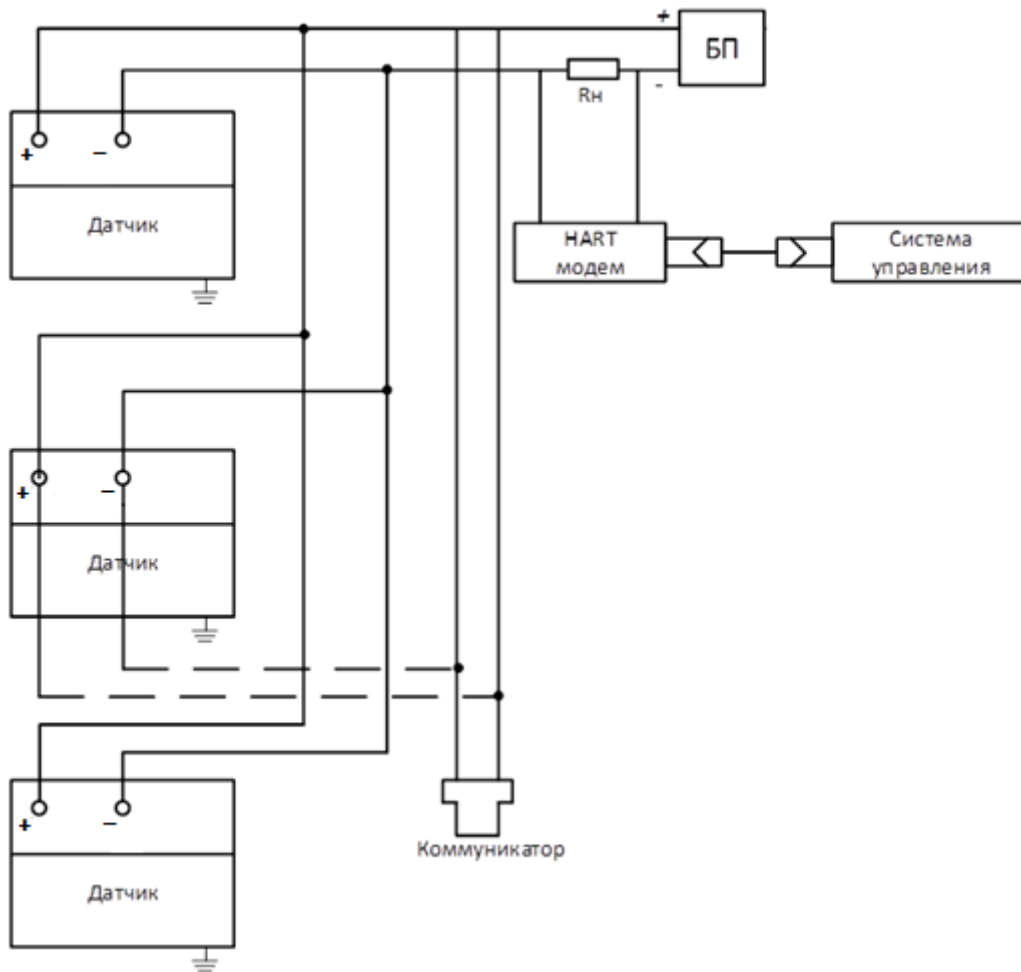 +
БП
Rн
-
+ −
Датчик
HART
модем
Система
управления
+ −
Датчик
+ −
Датчик
Коммуникатор